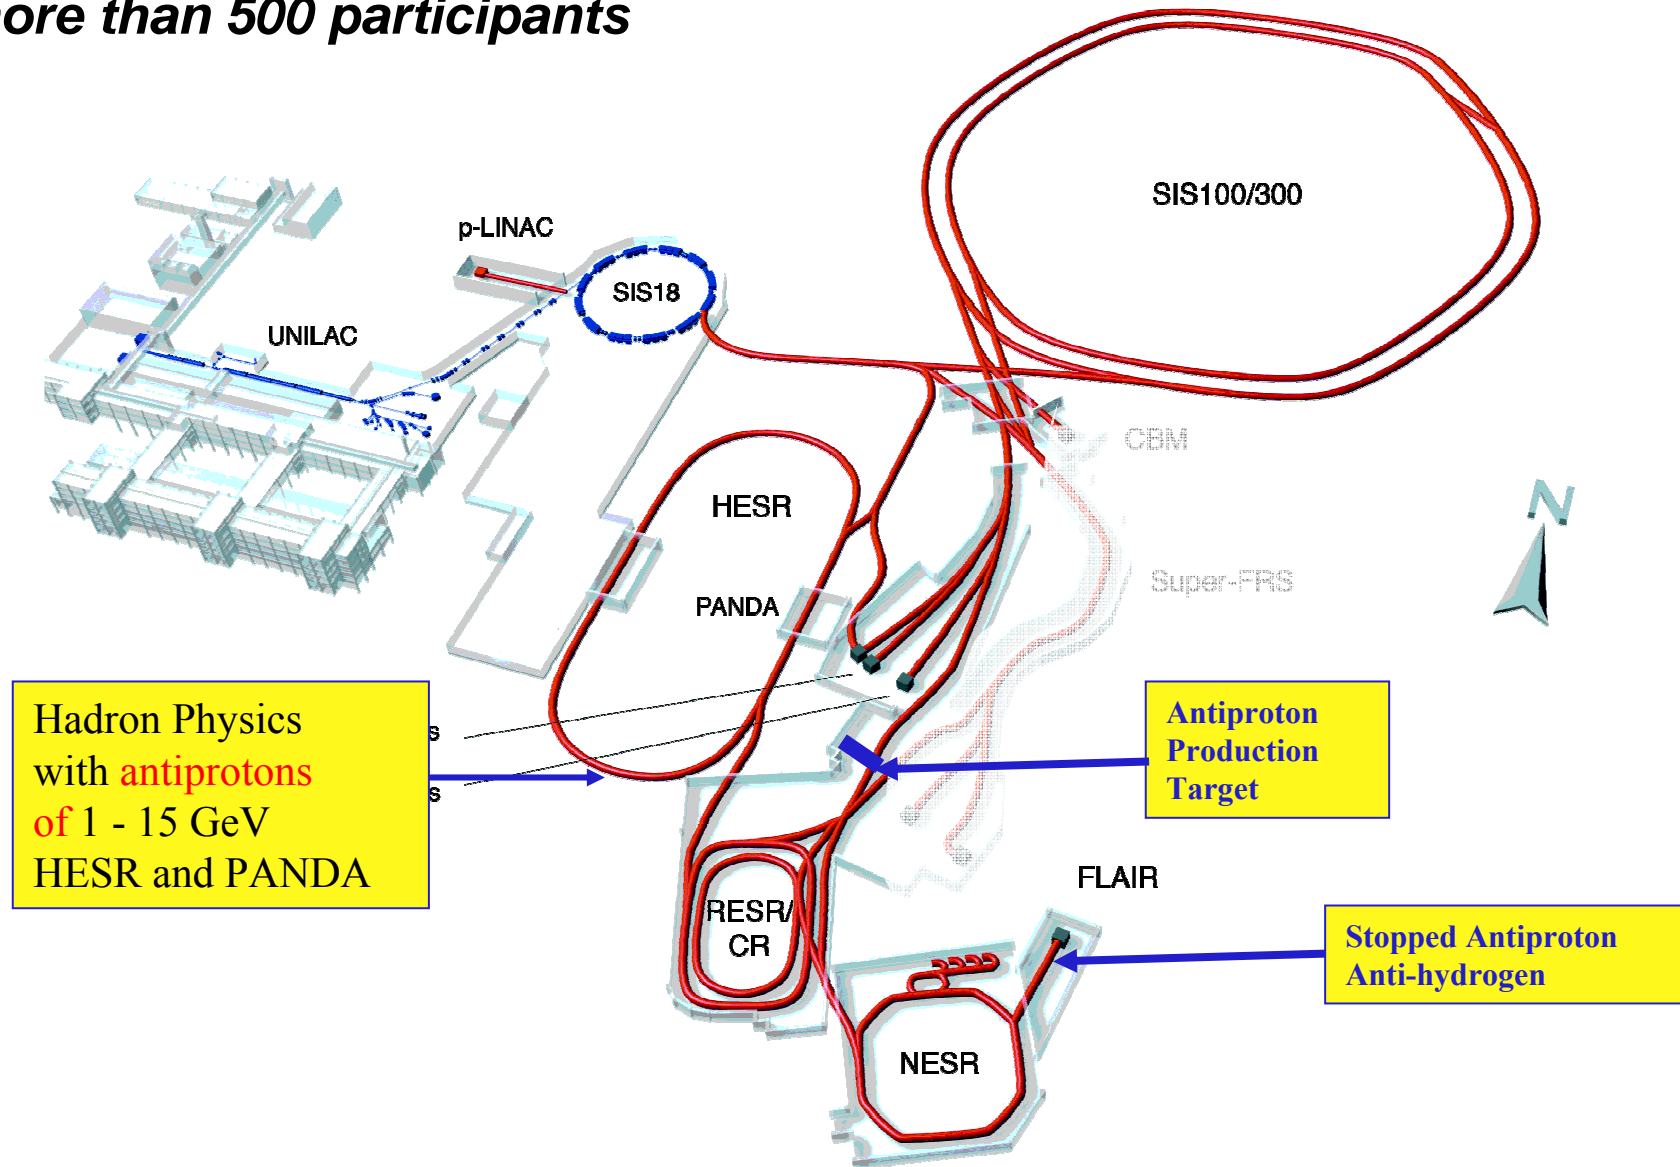 more than 500 participants
SIS100/300
p-LINAC
SIS18
UNILAC
CBM
HESR
N
Super-FRS
PANDA
Hadron Physics
with antiprotons
of 1 - 15 GeV
HESR and PANDA
s
s
Antiproton
Production
Target
FLAIR
RESR/
CR
Stopped Antiproton
Anti-hydrogen
NESR